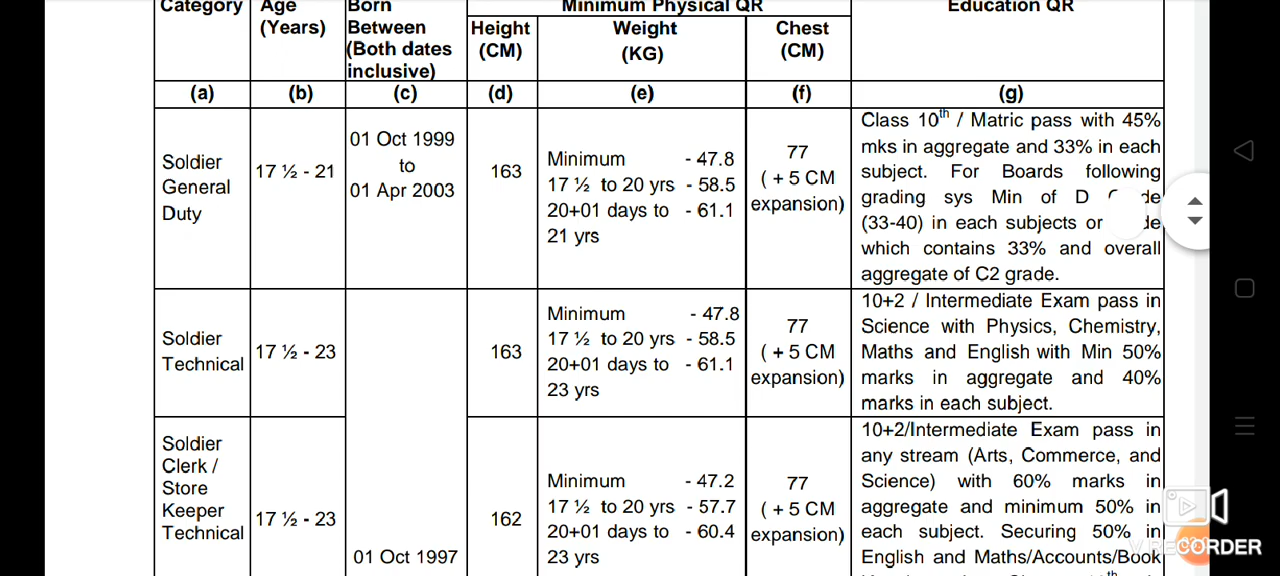 Category Age Born Minimum Physical QR Education QR
(Years) Between
(Both dates
inclusive)
Height
(CM)
Weight
(KG)
Chest
(CM)
(a) (b) (c) (d) (e) (f) (g)
Soldier
General
Duty
17 ½ - 21
01 Oct 1999
to
01 Apr 2003
163
Minimum - 47.8
17 ½ to 20 yrs - 58.5
20+01 days to - 61.1
21 yrs
77
( + 5 CM
expansion)
Class 10th / Matric pass with 45%
mks in aggregate and 33% in each
subject. For Boards following
grading sys Min of D
(33-40) in each subjects or
which contains 33% and overall
aggregate of C2 grade.
Soldier
Technical
17 ½ - 23
163
Minimum - 47.8
17 ½ to 20 yrs - 58.5
20+01 days to - 61.1
23 yrs
77
( + 5 CM
expansion)
10+2 / Intermediate Exam pass in
Science with Physics, Chemistry,
Maths and English with Min 50%
marks in aggregate and 40%
marks in each subject.
Soldier
Clerk /
Store
Keeper
Technical
17 ½ - 23
01 Oct 1997
162
Minimum - 47.2
17 ½ to 20 yrs - 57.7
20+01 days to - 60.4
23 yrs
77
( + 5 CM
expansion)
10+2/Intermediate Exam pass in
any stream (Arts, Commerce, and
Science) with 60% marks in
aggregate and minimum 50% in
each subject. Securing 50% in
English and Maths/Accounts/Book
V RECORDER